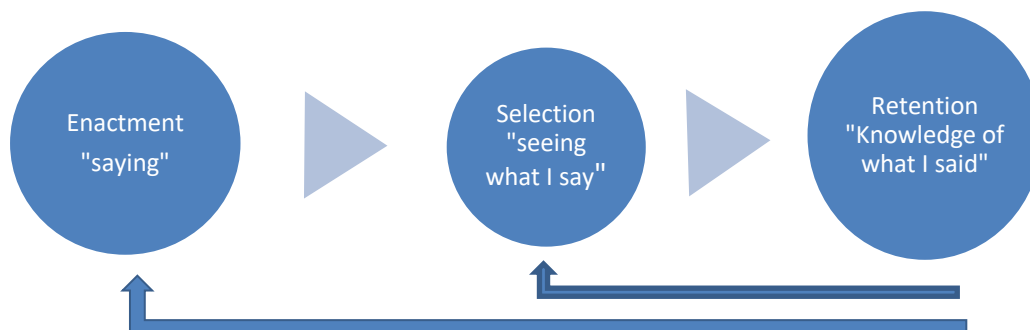 Enactment
"saying"
Selection
"seeing
what I say"
Retention
"Knowledge of
what I said"